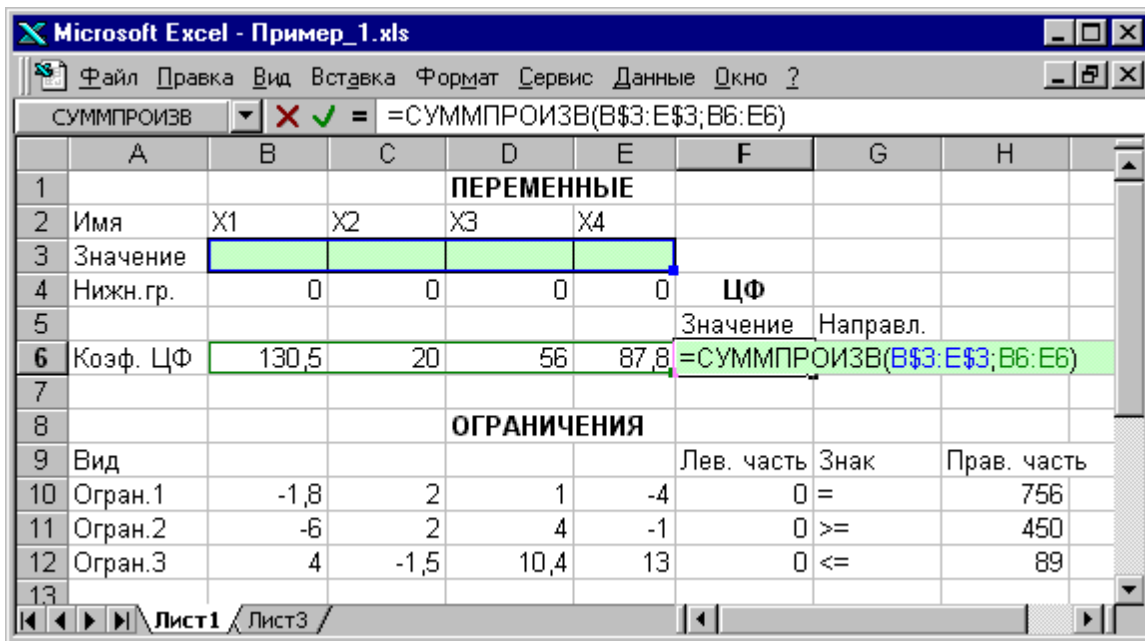 Microsoft Excel - Пример_1.xls
Файл Правка Вид Вставка Формат Сервис Данные Окно ?
СУММПРОИЗВ = =СУММПРОИЗВ(B$3:E$3;B6:E6)
A B C D E F G H
1 ПЕРЕМЕННЫЕ
2 Имя X1 X2 X3 X4
3 Значение
4 Нижн.гр. 0 0 0 0 ЦФ
5 Значение Направл.
6 Коэф. ЦФ 130,5 20 56 87,8 =СУММПРОИЗВ(B$3:E$3;B6:E6)
7
8 ОГРАНИЧЕНИЯ
9 Вид Лев. часть Знак Прав. часть
10 Огран.1 -1,8 2 1 -4 0 = 756
11 Огран.2 -6 2 4 -1 0 >= 450
12 Огран.3 4 -1,5 10,4 13 0 <= 89
13
Лист1 Лист3